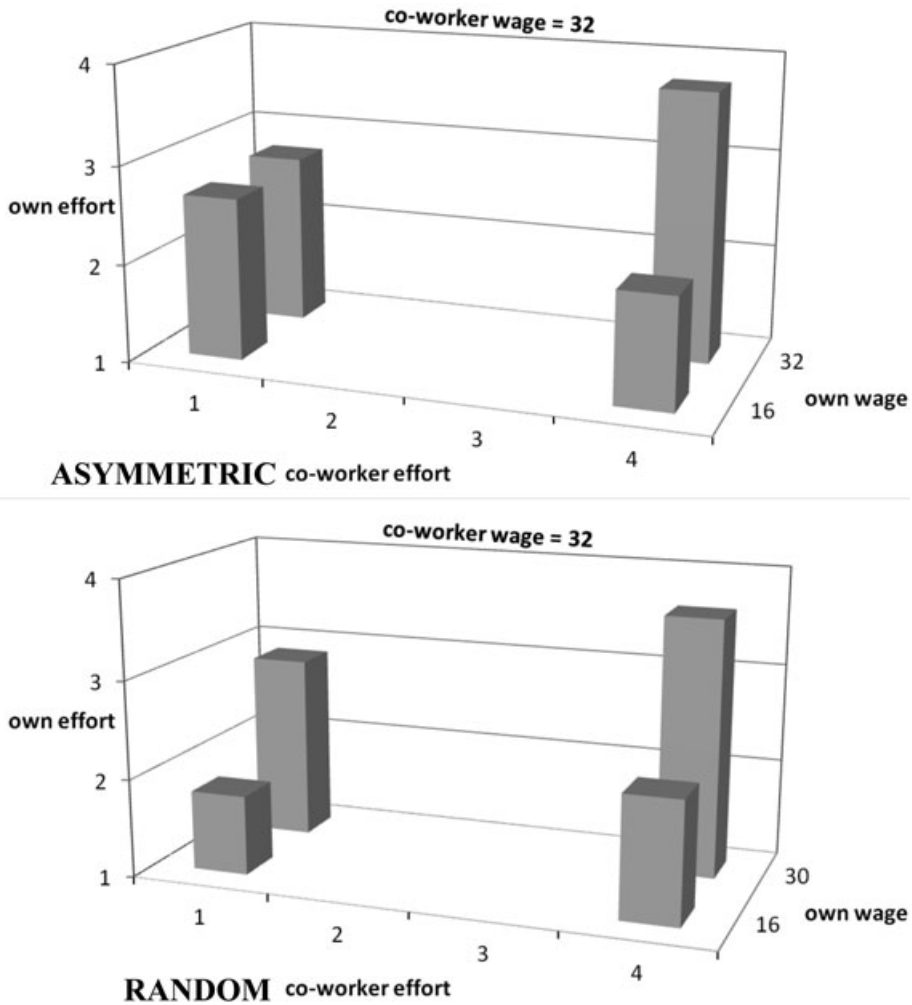 co-worker wage = 32
4
3
own effort
2
1
32
own wage
16
1
2
3
4
ASYMMETRIC co-worker effort
co-worker wage = 32
4
3
own effort
2
1
30
own wage
16
1
2
3
4
RANDOM co-worker effort